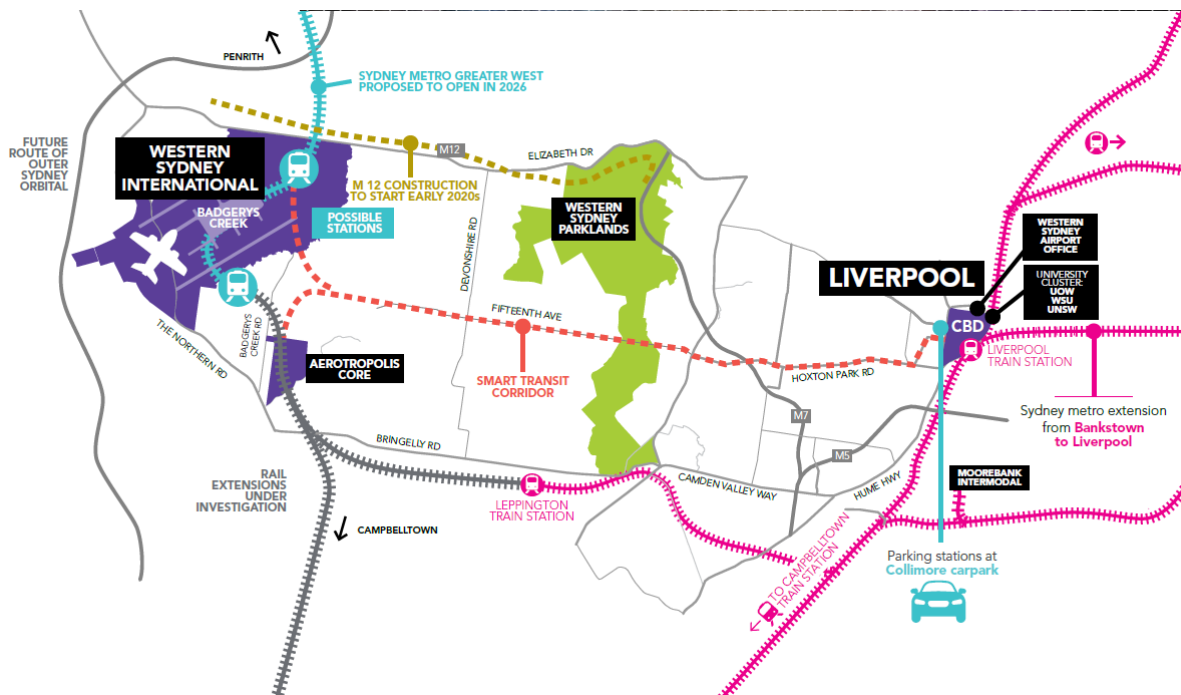 PENRITH
SYDNEY METRO GREATER WEST
PROPOSED TO OPEN IN 2026
FUTURE
ROUTE OF
OUTER
SYDNEY
ORBITAL
WESTERN
SYDNEY
INTERNATIONAL
M12
ELIZABETH DR
M 12 CONSTRUCTION
TO START EARLY 2020s
BADGERYS
CREEK
POSSIBLE
STATIONS
WESTERN
SYDNEY
PARKLANDS
DEVONSHIRE RD
WESTERN
SYDNEY
AIRPORT
OFFICE
LIVERPOOL
UNIVERSITY
CLUSTER:
UOW
WSU
UNSW
CBD
THE NORTHERN RD
BADGERYS
CREEK RD
FIFTEENTH AVE
AEROTROPOLIS
CORE
SMART TRANSIT
CORRIDOR
HOXTON PARK RD
LIVERPOOL
TRAIN STATION
M7
Sydney metro extension
from Bankstown
to Liverpool
BRINGELLY RD
M5
RAIL
EXTENSIONS
UNDER
INVESTIGATION
LEPPINGTON
TRAIN STATION
CAMDEN VALLEY WAY
HUME HWY
MOOREBANK
INTERMODAL
CAMPBELLTOWN
TO CAMPBELLTOWN
TRAIN STATION
Parking stations at
Collimore carpark